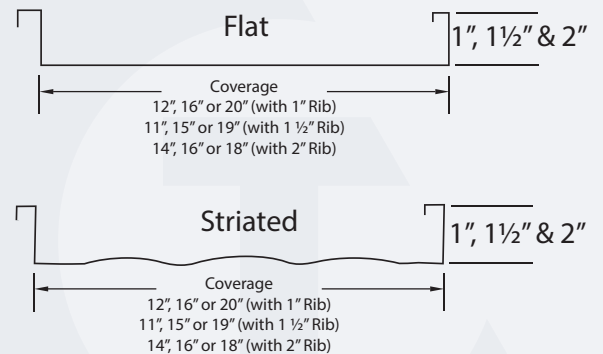 Flat
1”, 1½” & 2”
Coverage
12”, 16” or 20” (with 1” Rib)
11”, 15” or 19” (with 1 ½” Rib)
14”, 16” or 18” (with 2” Rib)
Striated
1”, 1½” & 2”
Coverage
12”, 16” or 20” (with 1” Rib)
11”, 15” or 19” (with 1 ½” Rib)
14”, 16” or 18” (with 2” Rib)